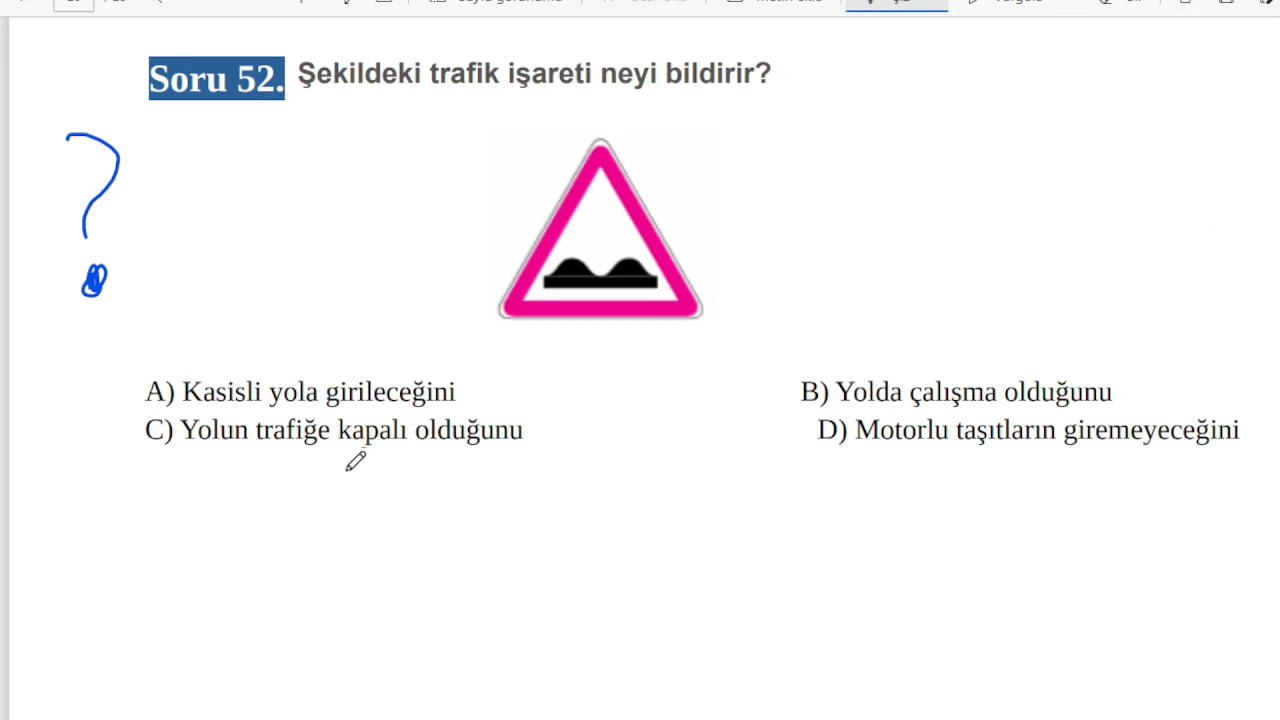 Soru 52. Şekildeki trafik işareti neyi bildirir?
A) Kasisli yola girileceğini
B) Yolda çalışma olduğunu
C) Yolun trafiğe kapalı olduğunu
D) Motorlu taşıtların giremeyeceğini